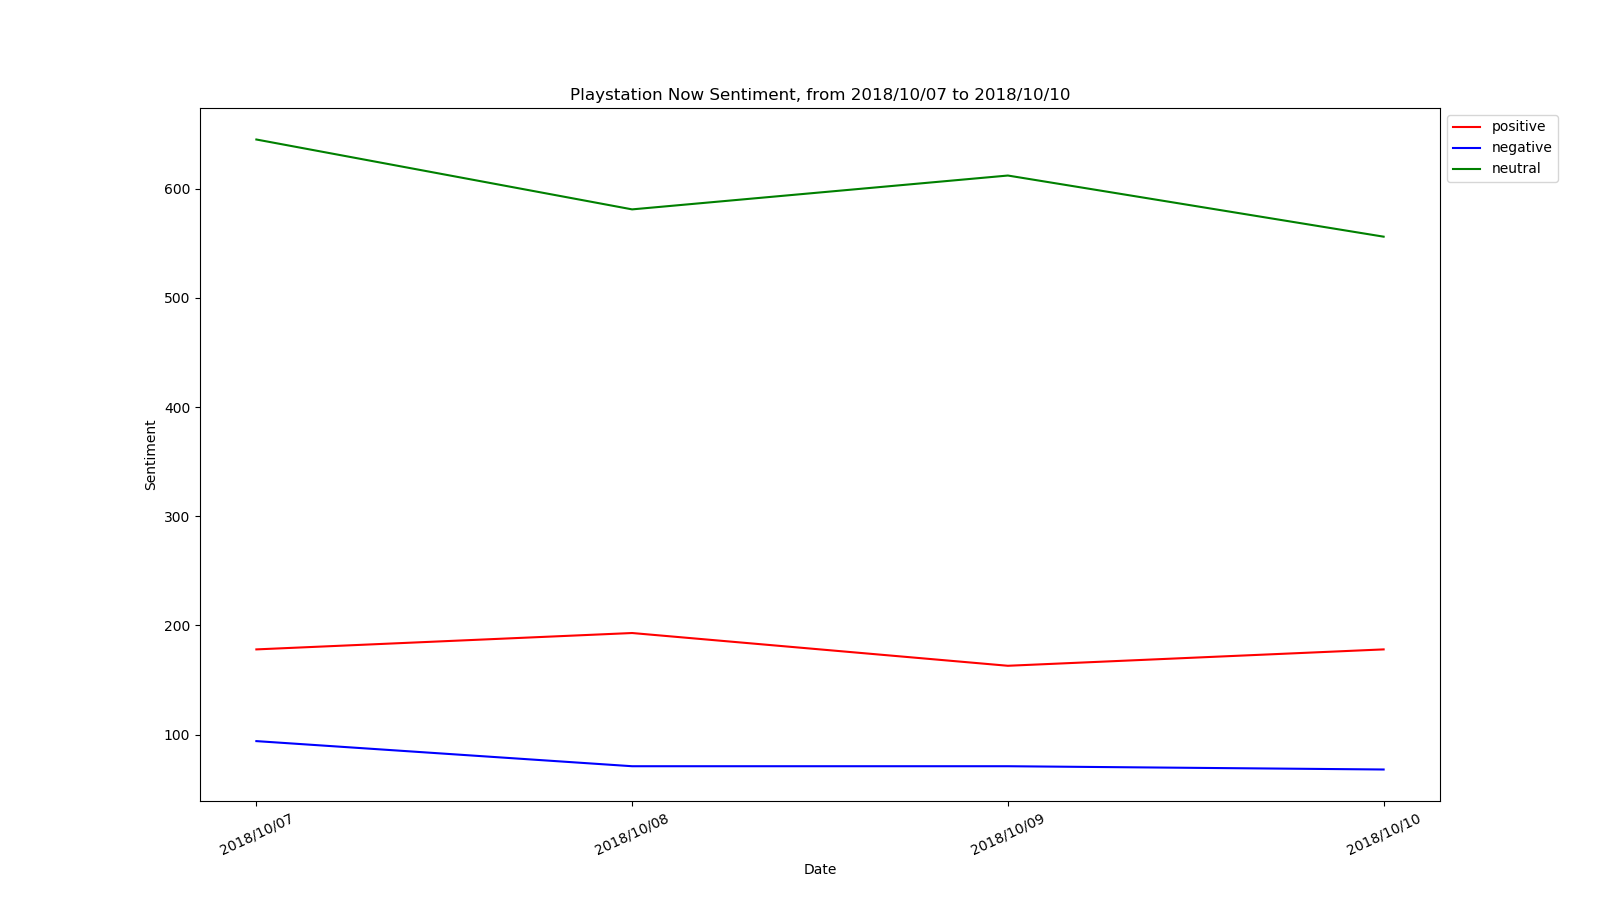 Playstation Now Sentiment, from 2018/10/07 to 2018/10/10
positive
negative
neutral
Sentiment
600
500
400
300
200
100
2018/10/07
2018/10/08
2018/10/09
2018/10/10
Date